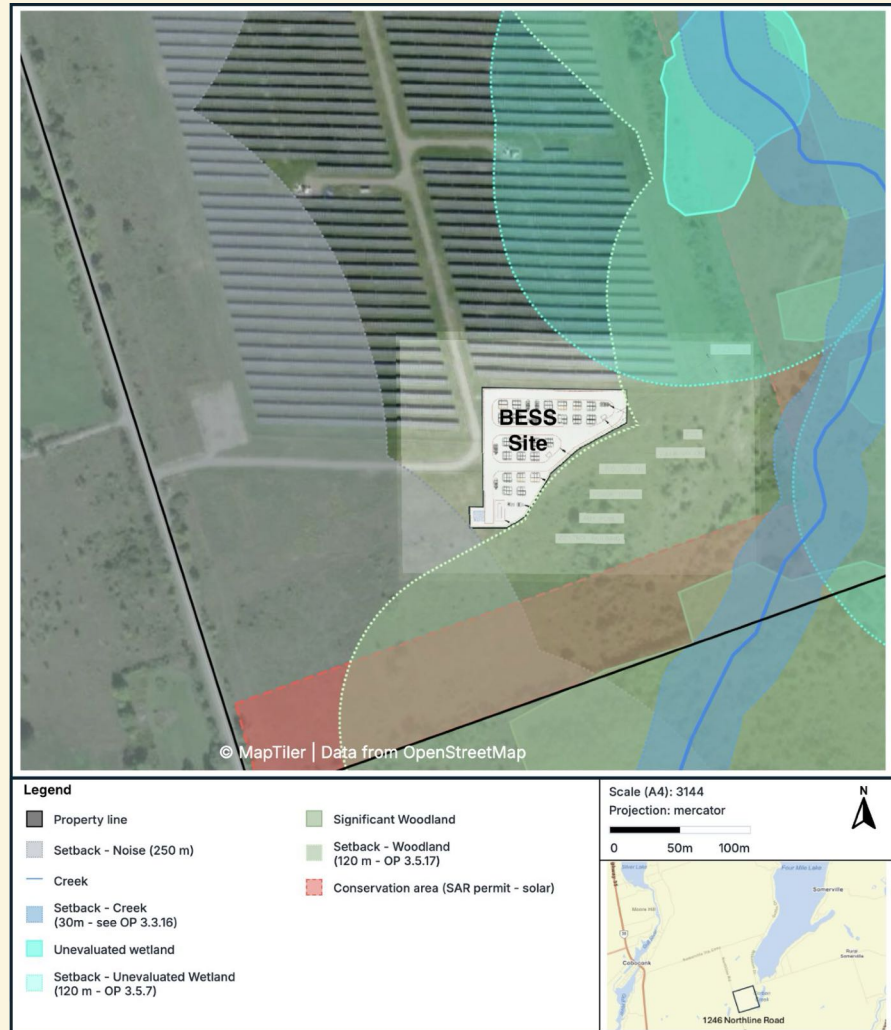 BESS
Site
© MapTiler | Data from OpenStreetMap
Legend
Property line
Setback - Noise (250 m)
Creek
Setback - Creek
(30m - see OP 3.3.16)
Unevaluated wetland
Setback - Unevaluated Wetland
(120 m - OP 3.5.7)
Significant Woodland
Setback - Woodland
(120 m - OP 3.5.17)
Conservation area (SAR permit - solar)
Scale (A4): 3144
Projection: mercator
N
0 50m 100m
Four Mile Lake
Somerville
Coboconk
Rural
Somerville
1246 Northline Road